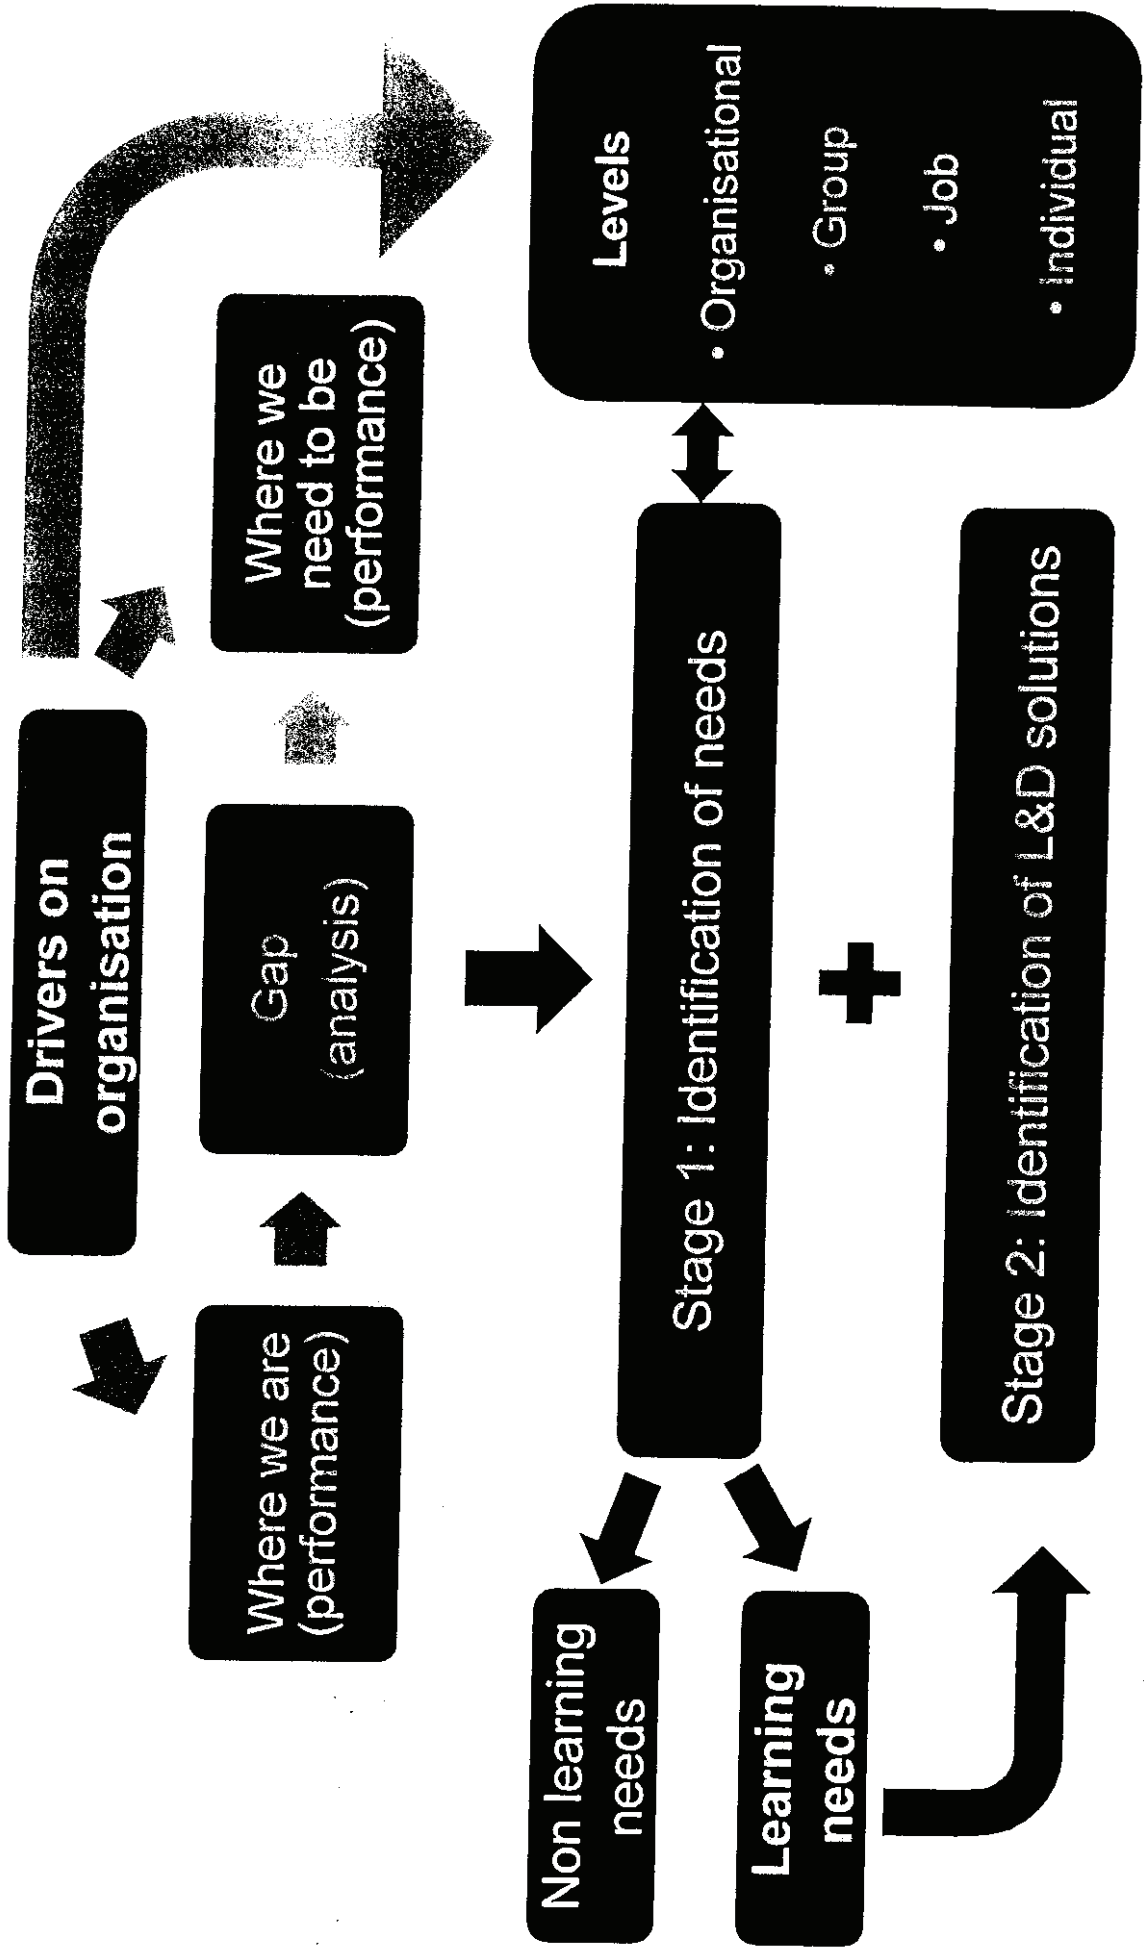 Drivers on
organisation
Where we are
(performance)
Gap
(analysis)
Where we
need to be
(performance)
Non learning
needs
Learning
needs
Stage 1: Identification of needs
Stage 2: Identification of L&D solutions
Levels
• Organisational
• Group
• Job
• Individual